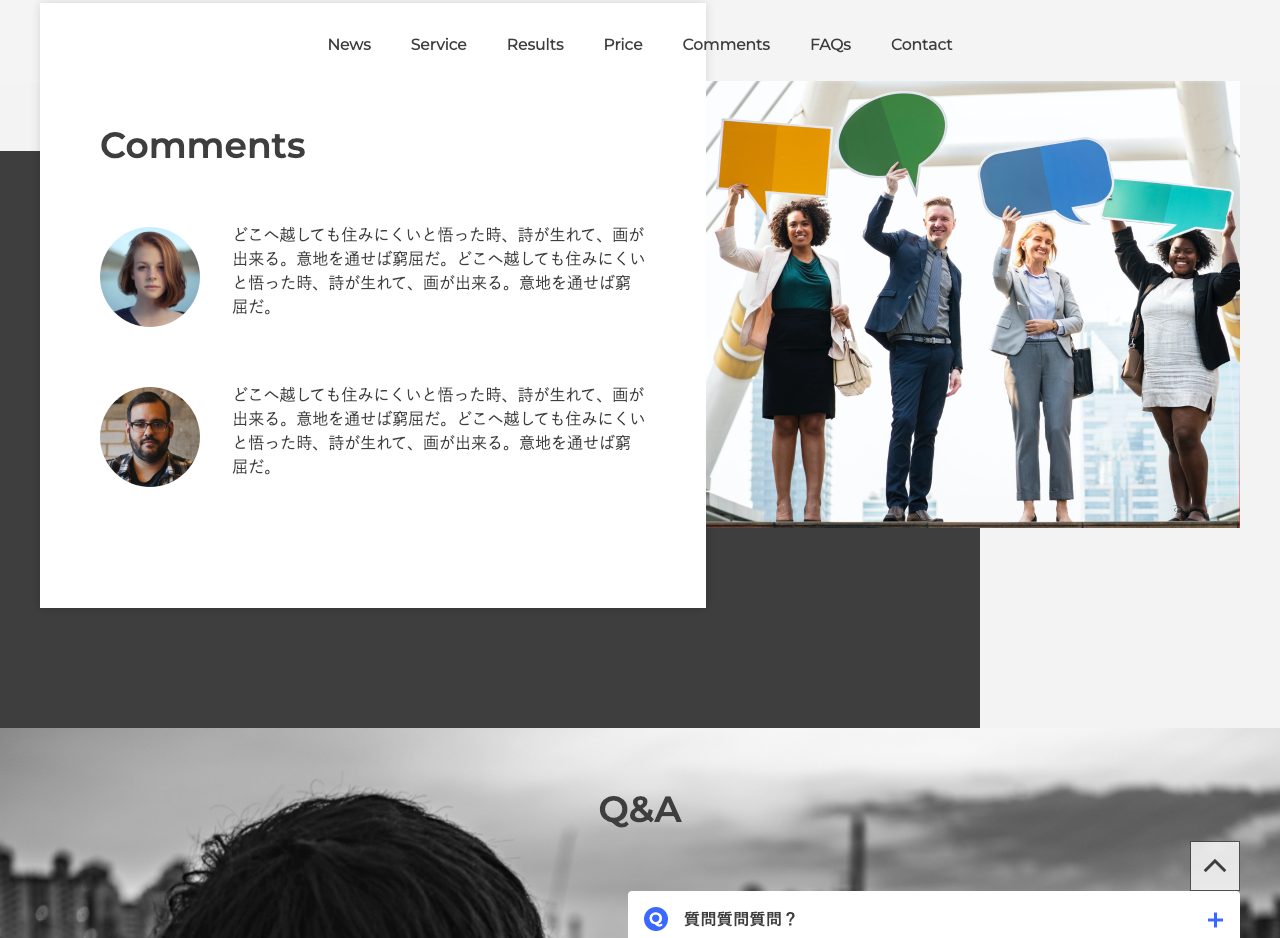 News Service Results Price Comments FAQs Contact
Comments
どこへ越しても住みにくいと悟った時、詩が生れて、画が
出来る。意地を通せば窮屈だ。どこへ越しても住みにくい
と悟った時、詩が生れて、画が出来る。意地を通せば窮
屈だ。
どこへ越しても住みにくいと悟った時、詩が生れて、画が
出来る。意地を通せば窮屈だ。どこへ越しても住みにくい
と悟った時、詩が生れて、画が出来る。意地を通せば窮
屈だ。
Q&A
Q 質問質問質問？